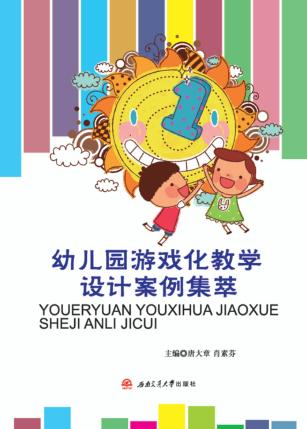 1
幼儿园游戏化教学
设计案例集萃
YOUERYUAN YOUXIHUA JIAOXUE
SHEJI ANLI JICUI
主编 唐大章 肖素芬
西南交通大学出版社